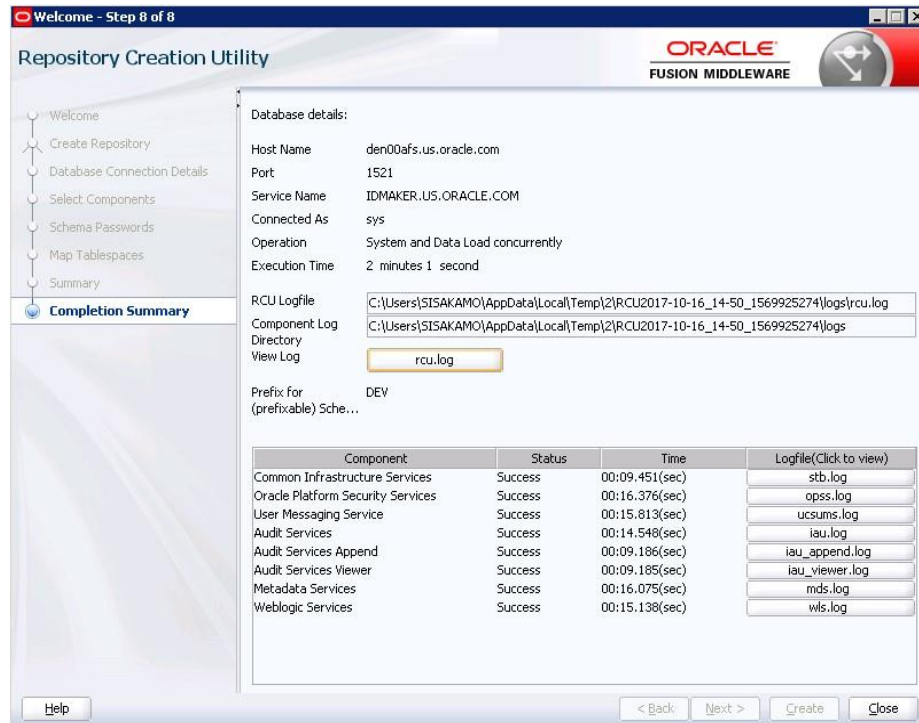 Welcome - Step 8 of 8
Repository Creation Utility
ORACLE
FUSION MIDDLEWARE
Welcome
Create Repository
Database Connection Details
Select Components
Schema Passwords
Map Tablespaces
Summary
Completion Summary
Database details:
Host Name den00afs.us.oracle.com
Port 1521
Service Name IDMAKER.US.ORACLE.COM
Connected As sys
Operation System and Data Load concurrently
Execution Time 2 minutes 1 second
RCU Logfile C:\Users\SISAKAMO\AppData\Local\Temp\2\RCU2017-10-16_14-50_1569925274\logs\rcu.log
Component Log C:\Users\SISAKAMO\AppData\Local\Temp\2\RCU2017-10-16_14-50_1569925274\logs
Directory
View Log rcu.log
Prefix for DEV
(prefixable) Sche...
Component Status Time Logfile(Click to view)
Common Infrastructure Services Success 00:09.451(sec) stb.log
Oracle Platform Security Services Success 00:16.376(sec) opss.log
User Messaging Service Success 00:15.813(sec) ucsums.log
Audit Services Success 00:14.548(sec) iau.log
Audit Services Append Success 00:09.186(sec) iau_append.log
Audit Services Viewer Success 00:09.185(sec) iau_viewer.log
Metadata Services Success 00:16.075(sec) mds.log
Weblogic Services Success 00:15.138(sec) wls.log
Help < Back Next > Create Close